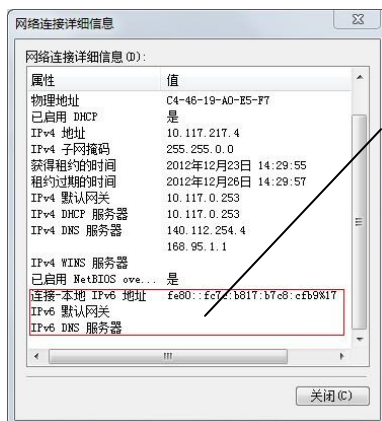 网络连接详细信息
网络连接详细信息(D):
属性 值
物理地址 C4-46-19-A0-E5-F7
已启用 DHCP 是
IPv4 地址 10.117.217.4
IPv4 子网掩码 255.255.0.0
获得租约的时间 2012年12月23日 14:29:55
租约过期的时间 2012年12月26日 14:29:57
IPv4 默认网关 10.117.0.253
IPv4 DHCP 服务器 10.117.0.253
IPv4 DNS 服务器 140.112.254.4
168.95.1.1
IPv4 WINS 服务器
已启用 NetBIOS ove... 是
连接-本地 IPv6 地址
IPv6 默认网关
IPv6 DNS 服务器
关闭(C)